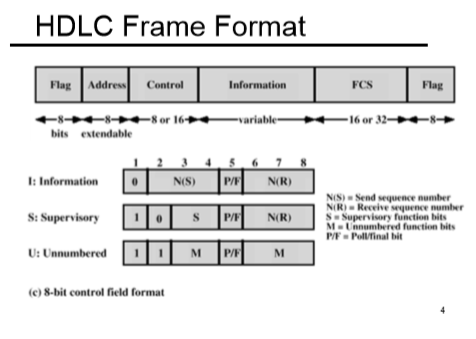 HDLC Frame Format
Flag Address Control Information FCS Flag
8 8 8 or 16 variable 16 or 32 8
bits extendable
1 2 3 4 5 6 7 8
I: Information 0 N(S) P/F N(R)
S: Supervisory 1 0 S P/F N(R)
U: Unnumbered 1 1 M P/F M
N(S) = Send sequence number
N(R) = Receive sequence number
S = Supervisory function bits
M = Unnumbered function bits
P/F = Poll/final bit
(c) 8-bit control field format
4